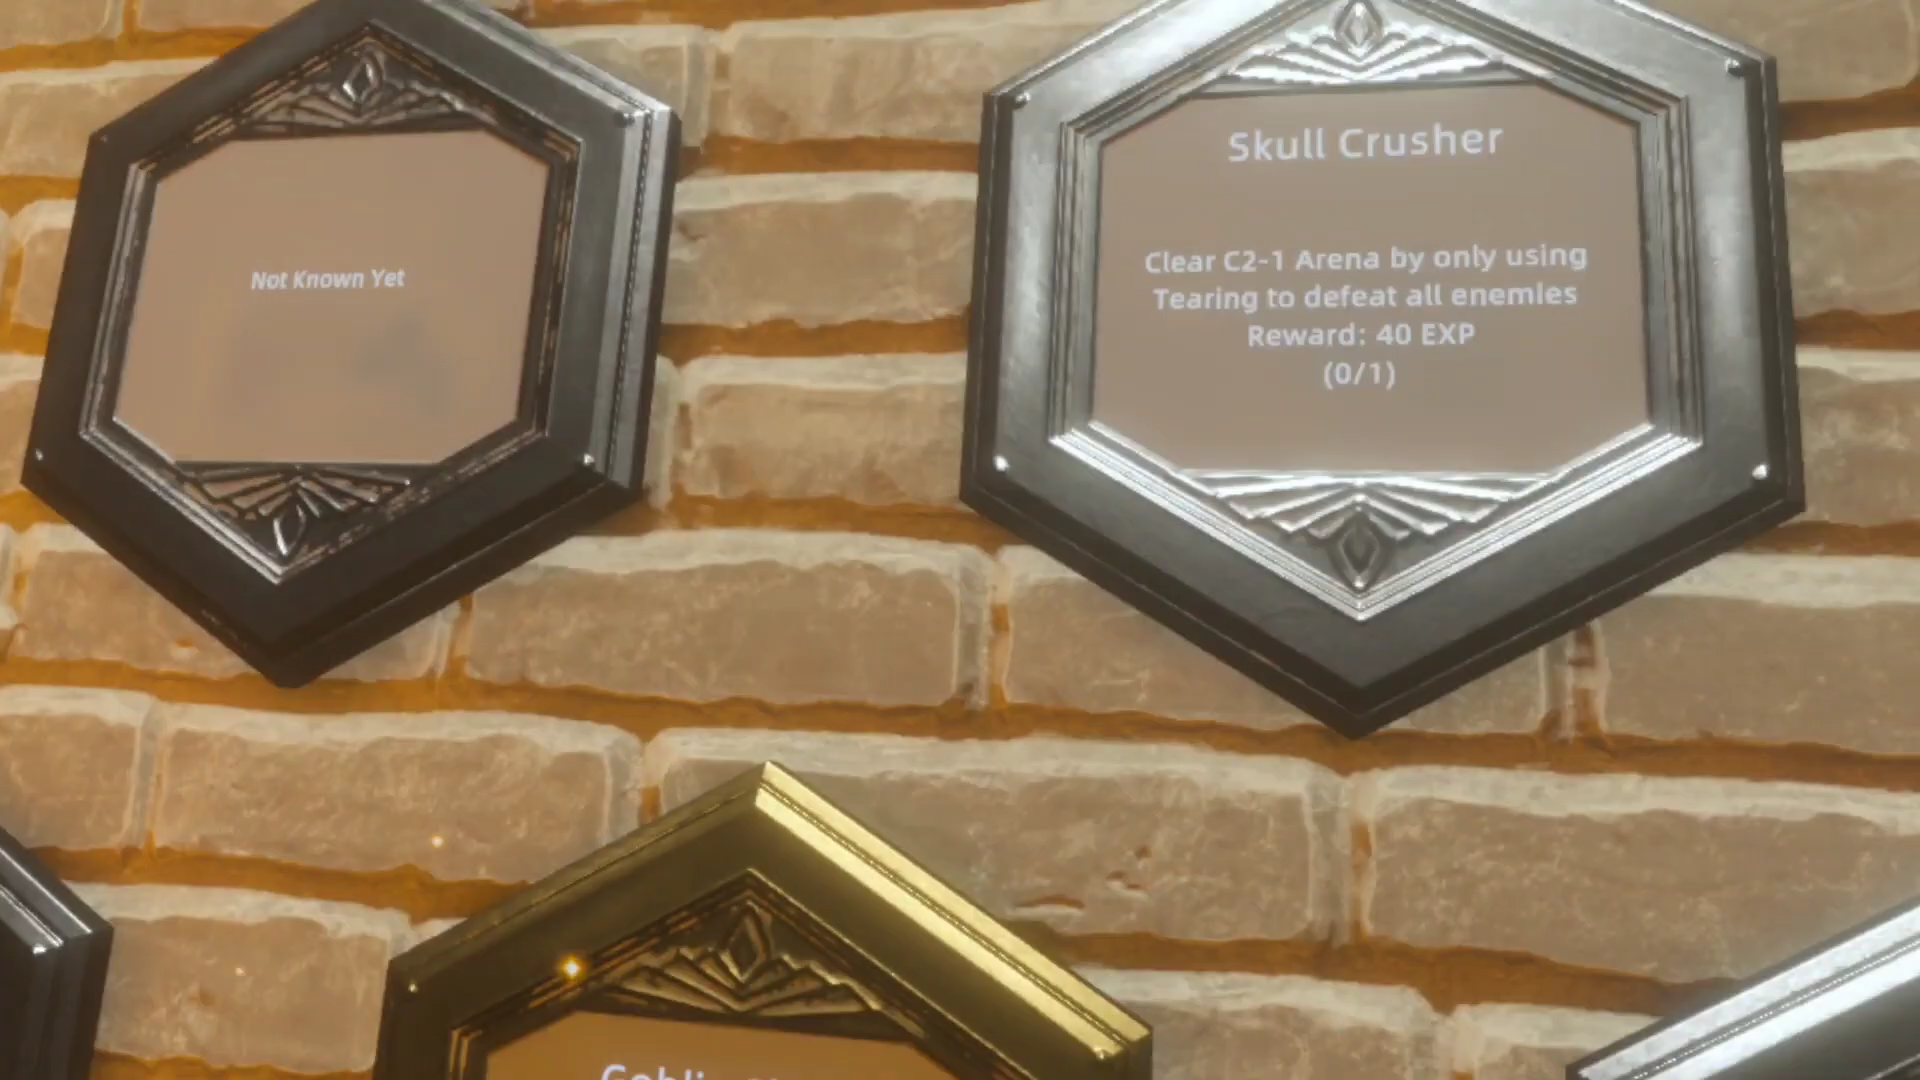 Not Known Yet
Skull Crusher
Clear C2-1 Arena by only using
Tearing to defeat all enemies
Reward: 40 EXP
(0/1)